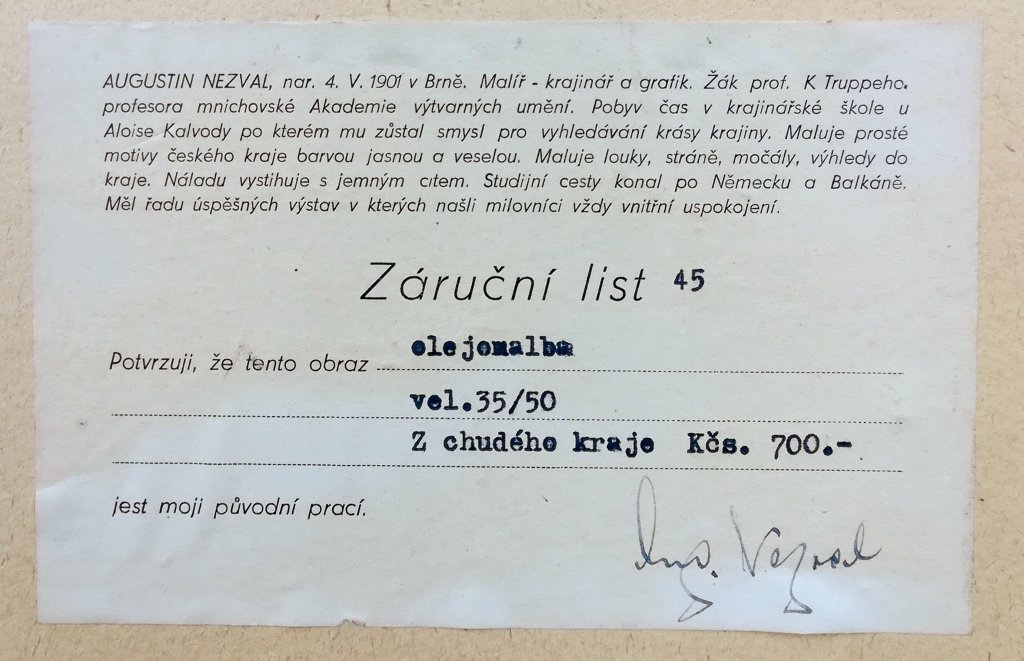 AUGUSTIN NEZVAL, nar. 4. V. 1901 v Brně. Malíř - krajinář a grafik. Žák prof. K Truppeho.
profesora mnichovské Akademie výtvarných umění. Pobyv čas v krajinářské škole u
Aloise Kalvody po kterém mu zůstal smysl pro vyhledávání krásy krajiny. Maluje prosté
motivy českého kraje barvou jasnou a veselou. Maluje louky, stráně, močály, výhledy do
kraje. Náladu vystihuje s jemným citem. Studijní cesty konal po Německu a Balkáně.
Měl řadu úspěšných výstav v kterých našli milovníci vždy vnitřní uspokojení.
Záruční list 45
Potvrzuji, že tento obraz olejomalba
vel.35/50
Z chudého kraje Kčs. 700.-
jest moji původní prací.
Aug. Nezval